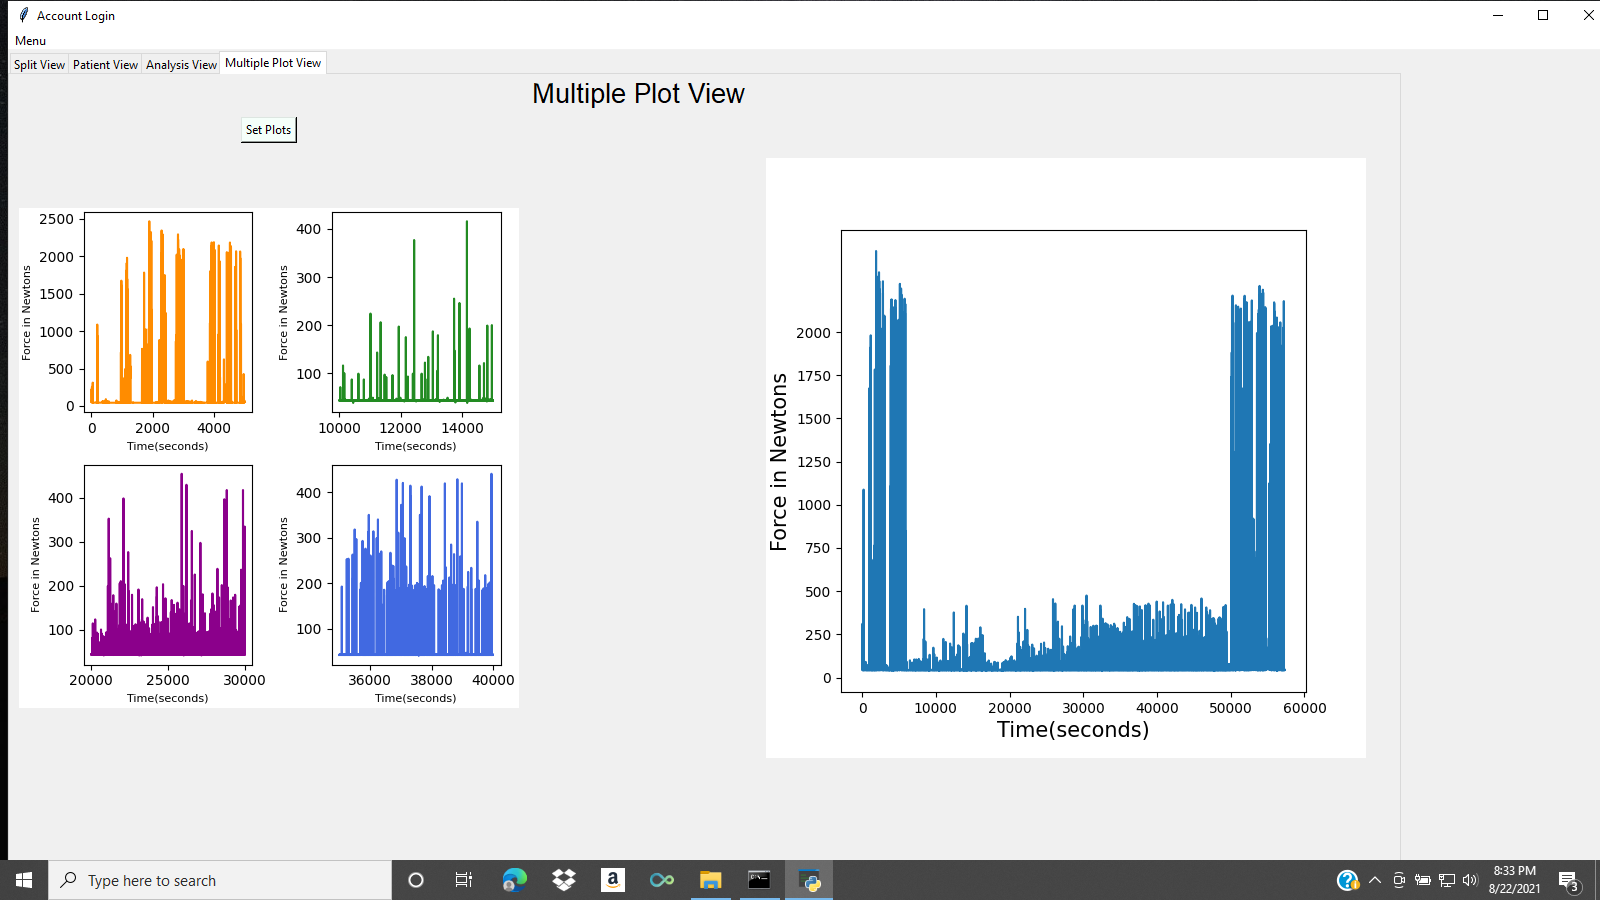 Account Login
Menu
Split View Patient View Analysis View Multiple Plot View
Multiple Plot View
Set Plots
2500
2000
1500
1000
500
0
Force in Newtons
0 2000 4000
Time(seconds)
400
300
200
100
Force in Newtons
10000 12000 14000
Time(seconds)
400
300
200
100
Force in Newtons
20000 25000 30000
Time(seconds)
400
300
200
100
Force in Newtons
36000 38000 40000
Time(seconds)
2000
1750
1500
1250
1000
750
500
250
0
Force in Newtons
0 10000 20000 30000 40000 50000 60000
Time(seconds)
Type here to search
8:33 PM
8/22/2021
3